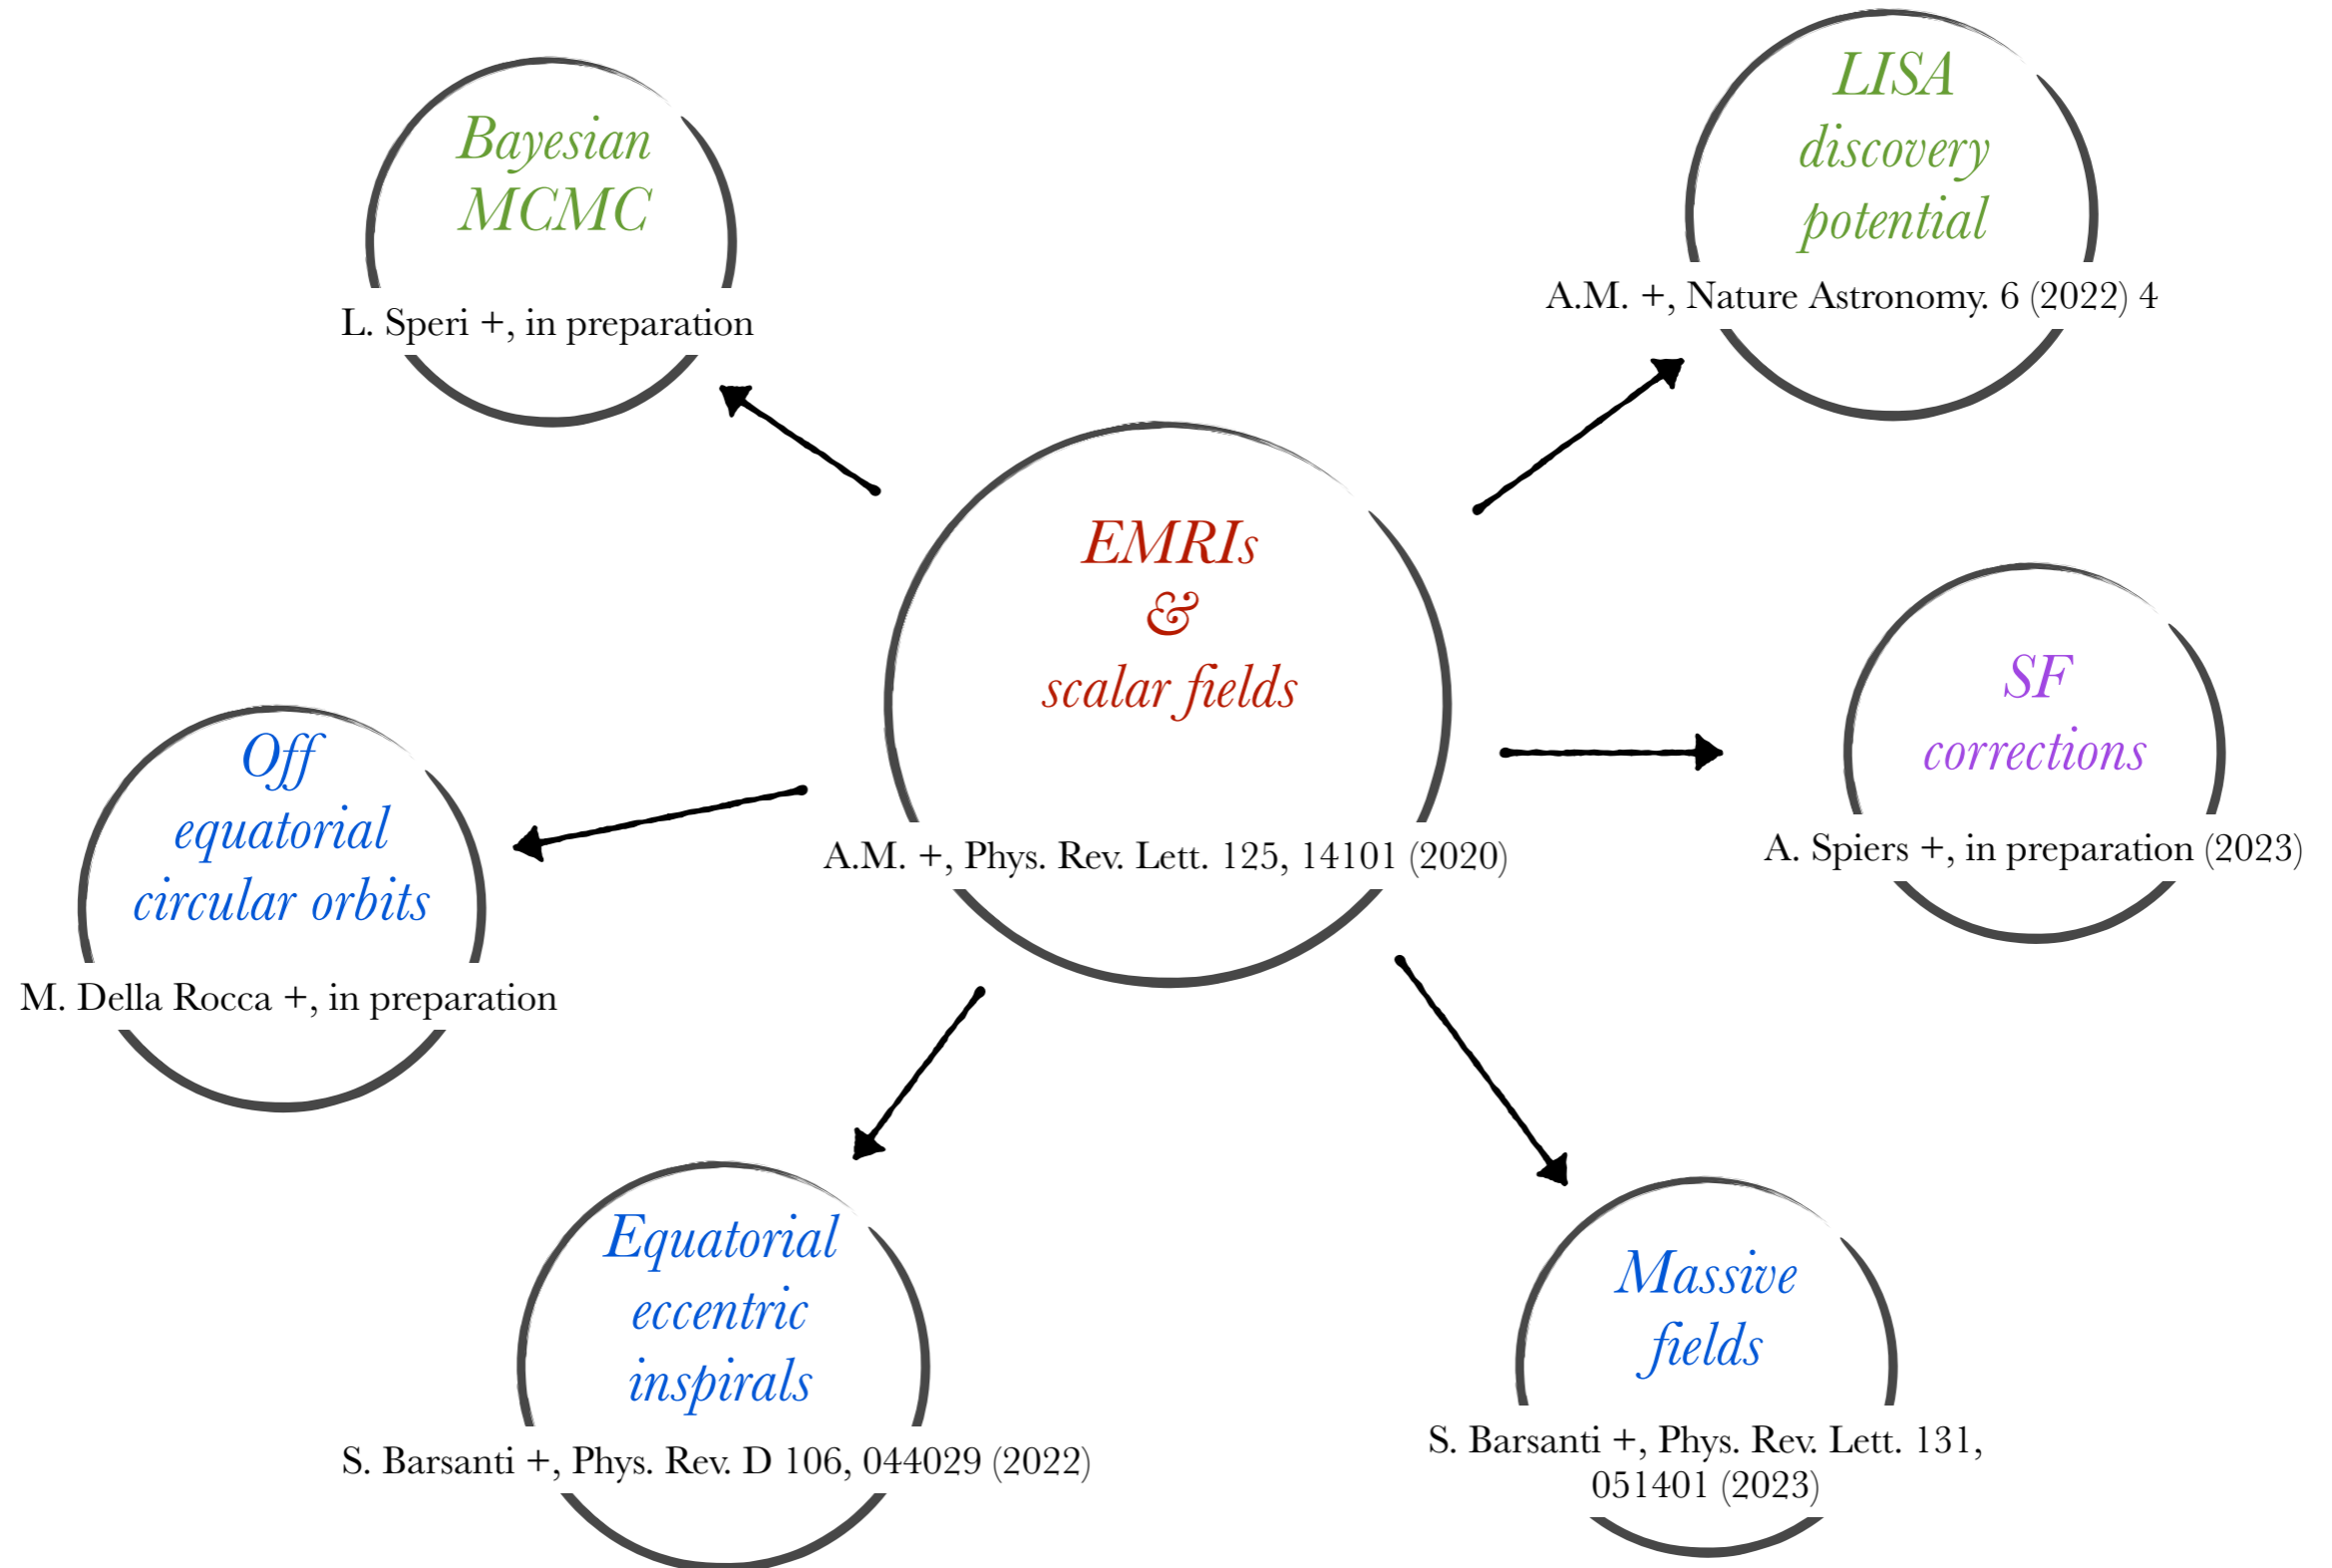 Bayesian
MCMC
L. Speri +, in preparation
LISA
discovery
potential
A.M. +, Nature Astronomy. 6 (2022) 4
EMRIs
&
scalar fields
A.M. +, Phys. Rev. Lett. 125, 14101 (2020)
SF
corrections
A. Spiers +, in preparation (2023)
Off
equatorial
circular orbits
M. Della Rocca +, in preparation
Equatorial
eccentric
inspirals
S. Barsanti +, Phys. Rev. D 106, 044029 (2022)
Massive
fields
S. Barsanti +, Phys. Rev. Lett. 131,
051401 (2023)